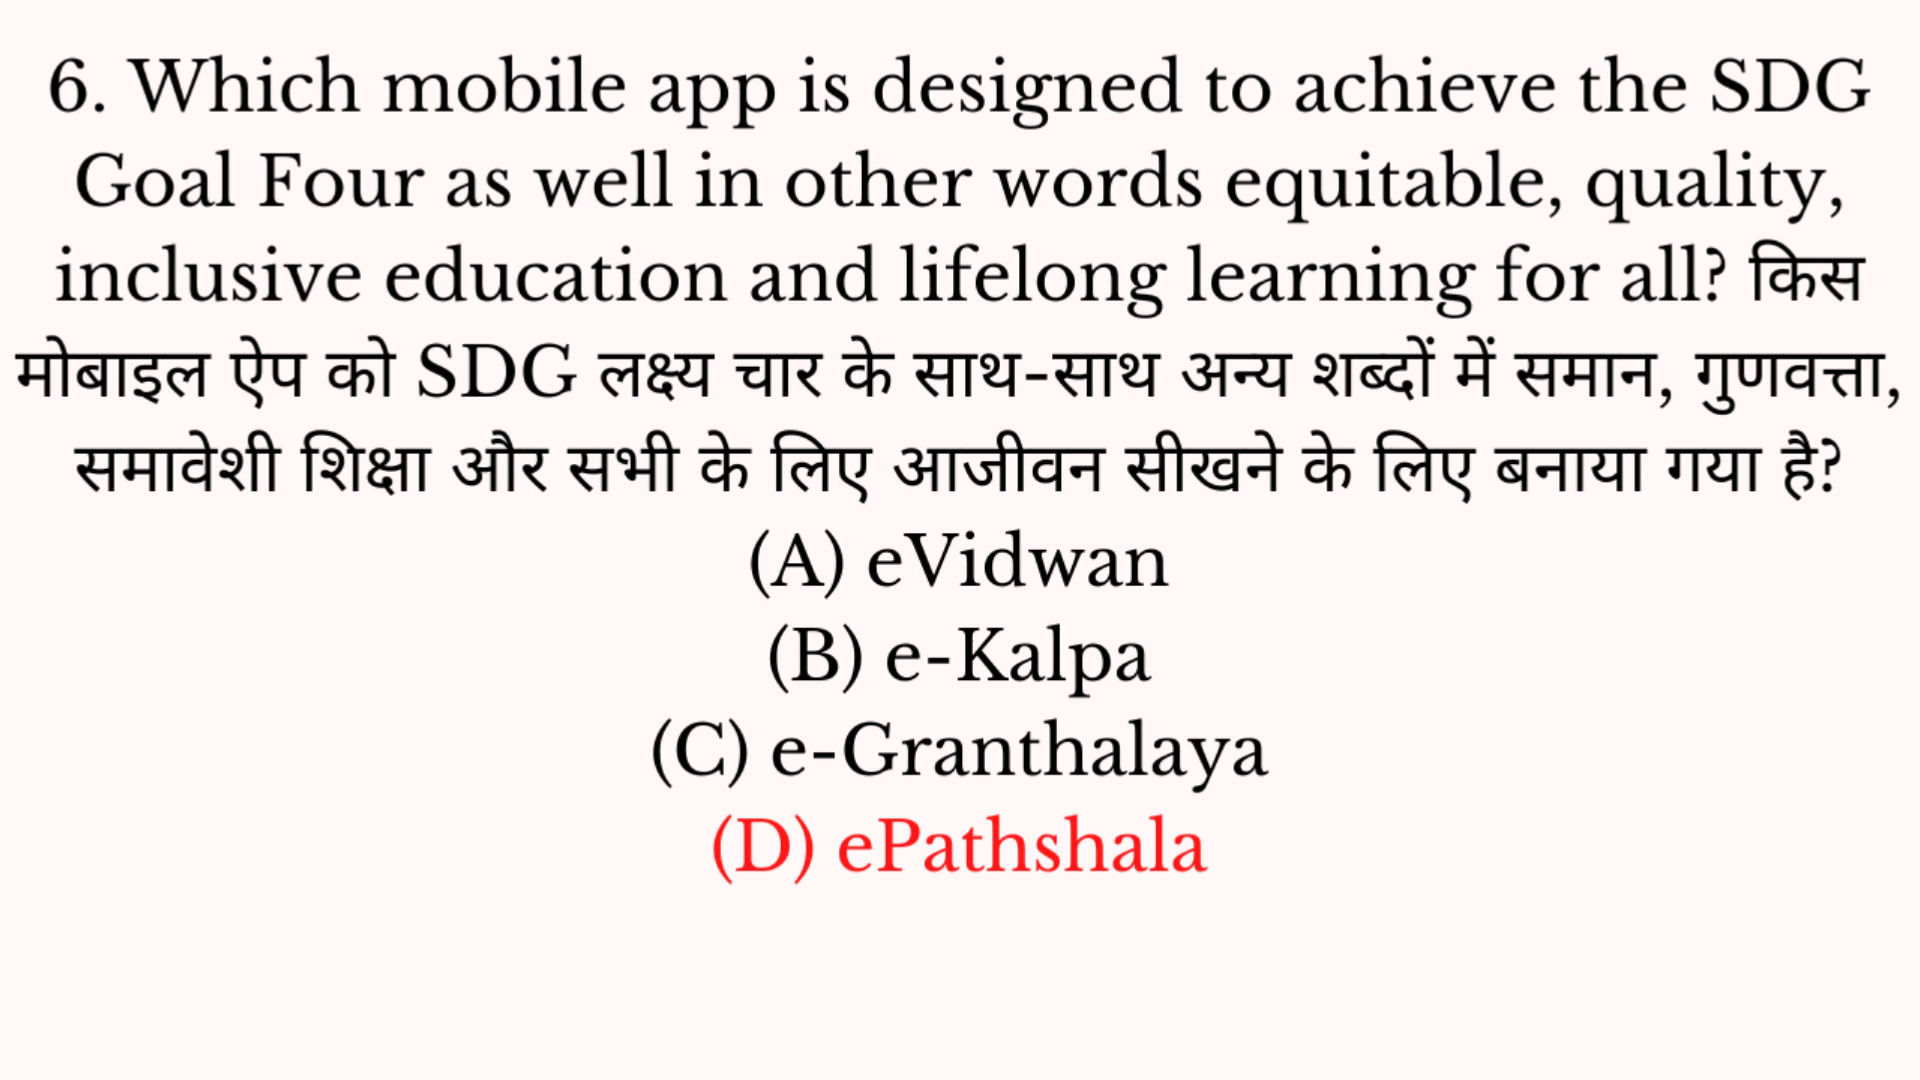 6. Which mobile app is designed to achieve the SDG
Goal Four as well in other words equitable, quality,
inclusive education and lifelong learning for all? किस
मोबाइल ऐप को SDG लक्ष्य चार के साथ-साथ अन्य शब्दों में समान, गुणवत्ता,
समावेशी शिक्षा और सभी के लिए आजीवन सीखने के लिए बनाया गया है?
(A) eVidwan
(B) e-Kalpa
(C) e-Granthalaya
(D) ePathshala